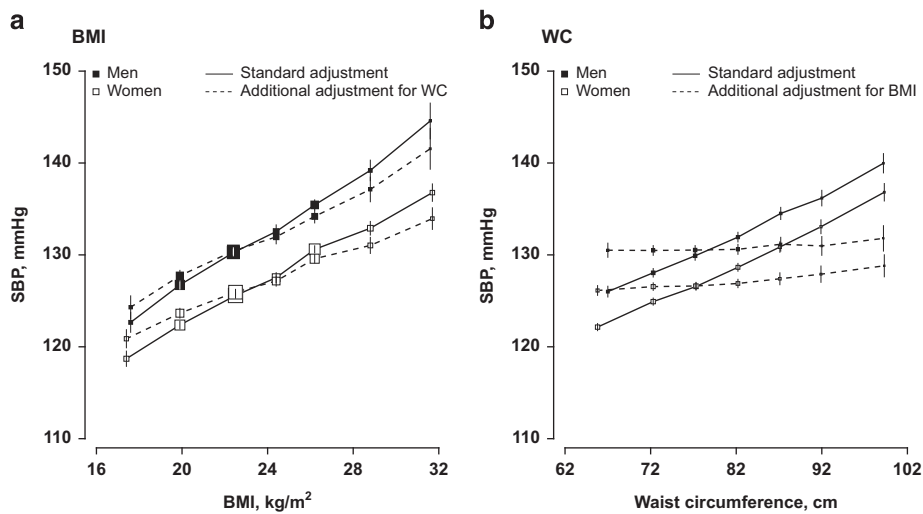 a
BMI
Men
Women
Standard adjustment
Additional adjustment for WC
150
140
130
120
110
SBP, mmHg
16 20 24 28 32
BMI, kg/m²
b
WC
Men
Women
Standard adjustment
Additional adjustment for BMI
150
140
130
120
110
SBP, mmHg
62 72 82 92 102
Waist circumference, cm